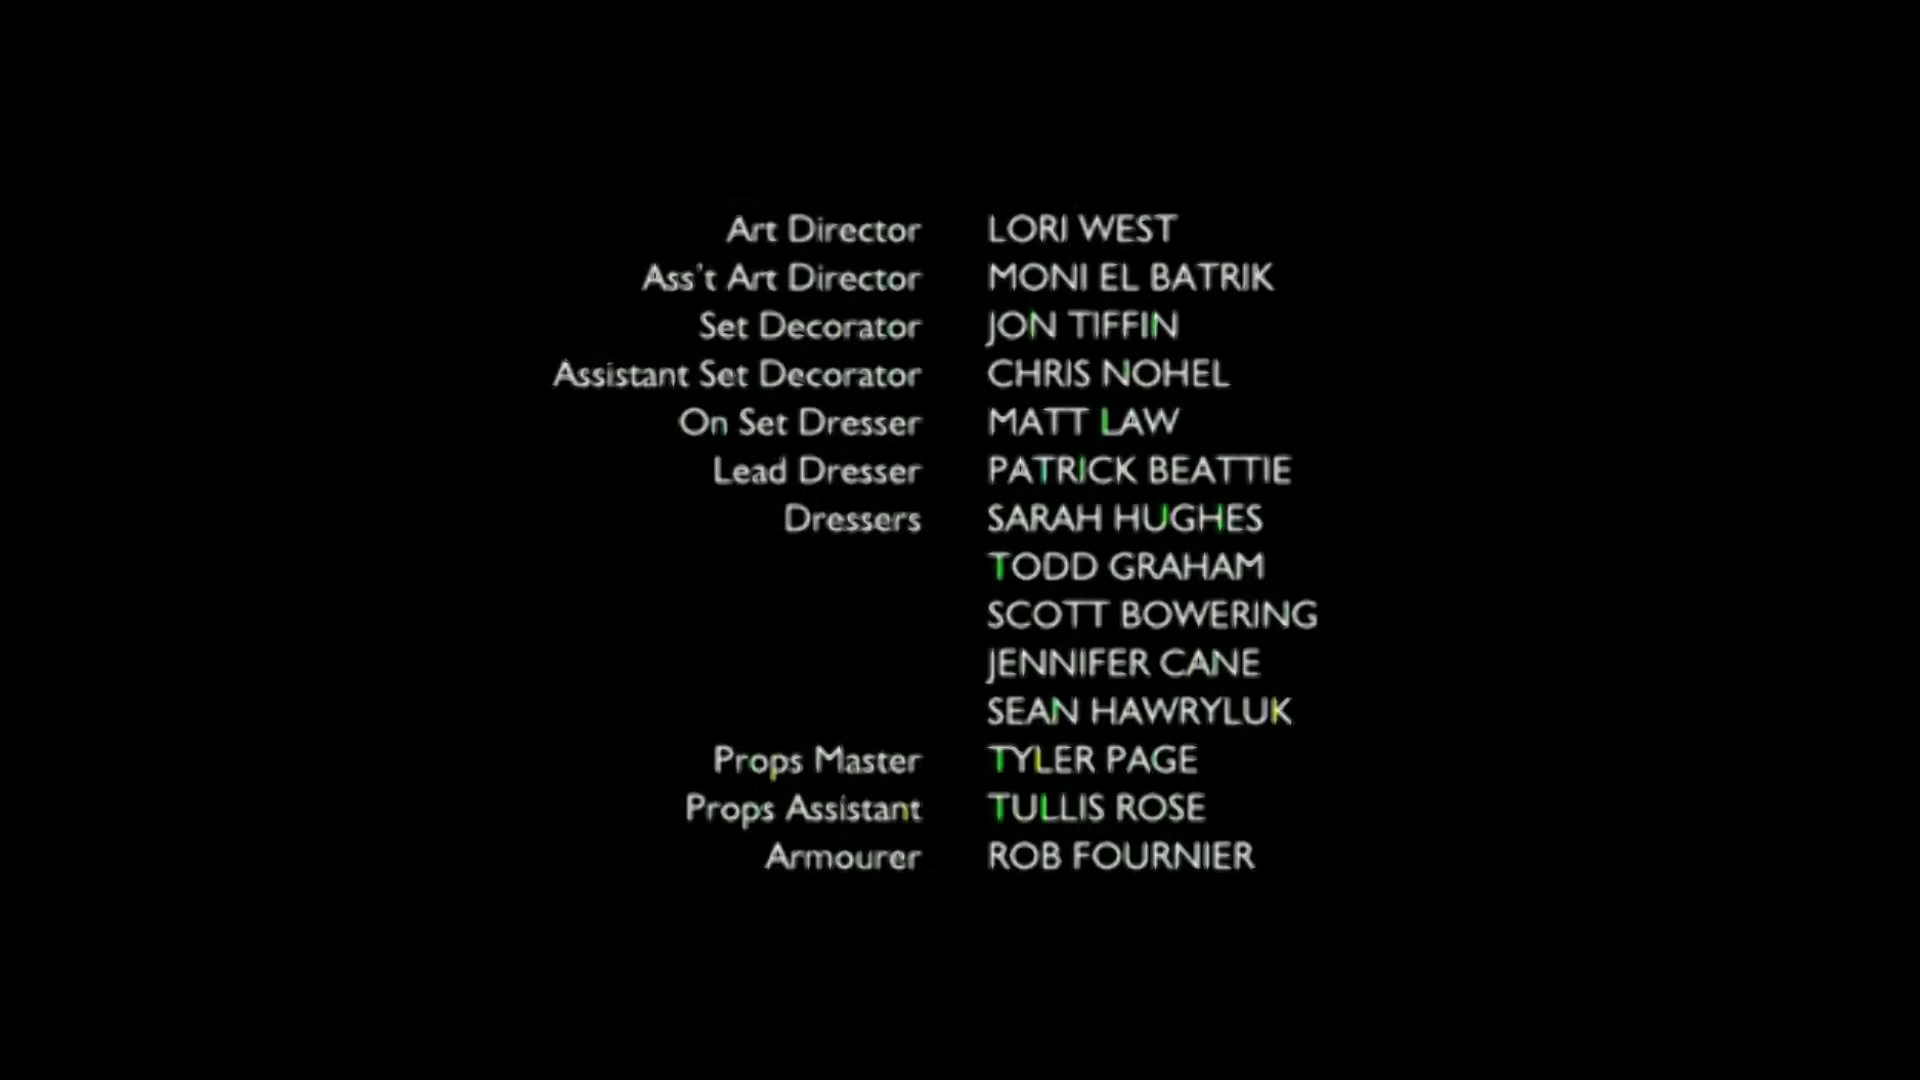 Art Director LORI WEST
Ass't Art Director MONI EL BATRIK
Set Decorator JON TIFFIN
Assistant Set Decorator CHRIS NOHEL
On Set Dresser MATT LAW
Lead Dresser PATRICK BEATTIE
Dressers SARAH HUGHES
TODD GRAHAM
SCOTT BOWERING
JENNIFER CANE
SEAN HAWRYLUK
Props Master TYLER PAGE
Props Assistant TULLIS ROSE
Armourer ROB FOURNIER